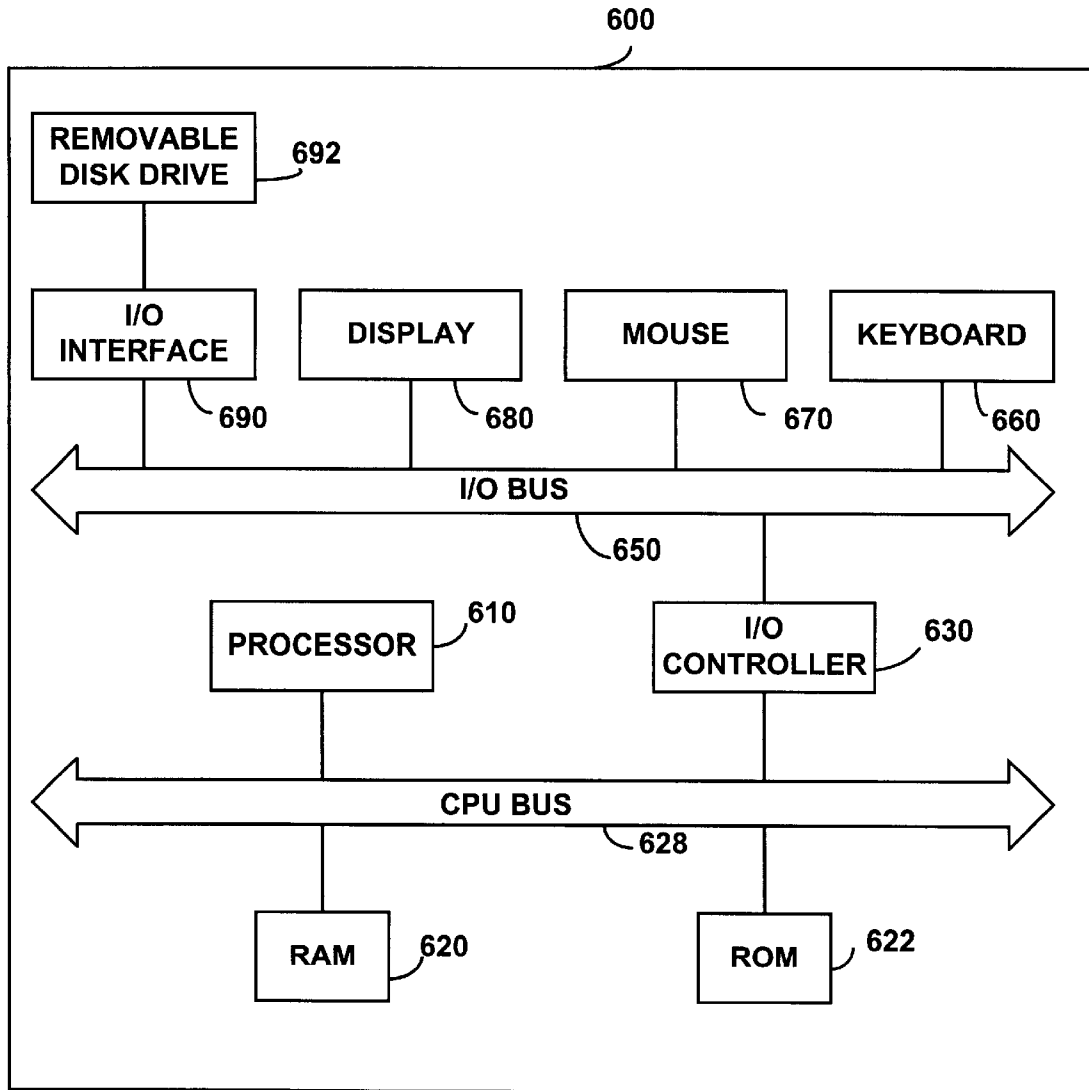 600
REMOVABLE
DISK DRIVE
692
I/O
INTERFACE
690
DISPLAY
680
MOUSE
670
KEYBOARD
660
I/O BUS
650
PROCESSOR
610
I/O
CONTROLLER
630
CPU BUS
628
RAM
620
ROM
622